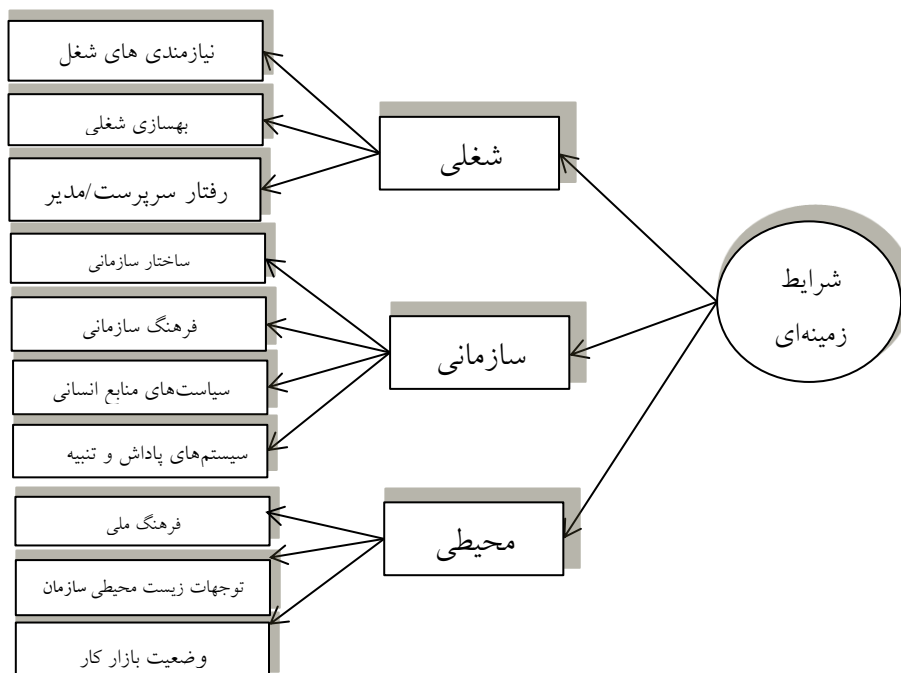 شرایط
زمینه‌ای
شغلی
نیازمندی های شغل
بهسازی شغلی
رفتار سرپرست/مدیر
سازمانی
ساختار سازمانی
فرهنگ سازمانی
سیاست‌های منابع انسانی
سیستم‌های پاداش و تنبیه
محیطی
فرهنگ ملی
توجهات زیست محیطی سازمان
وضعیت بازار کار